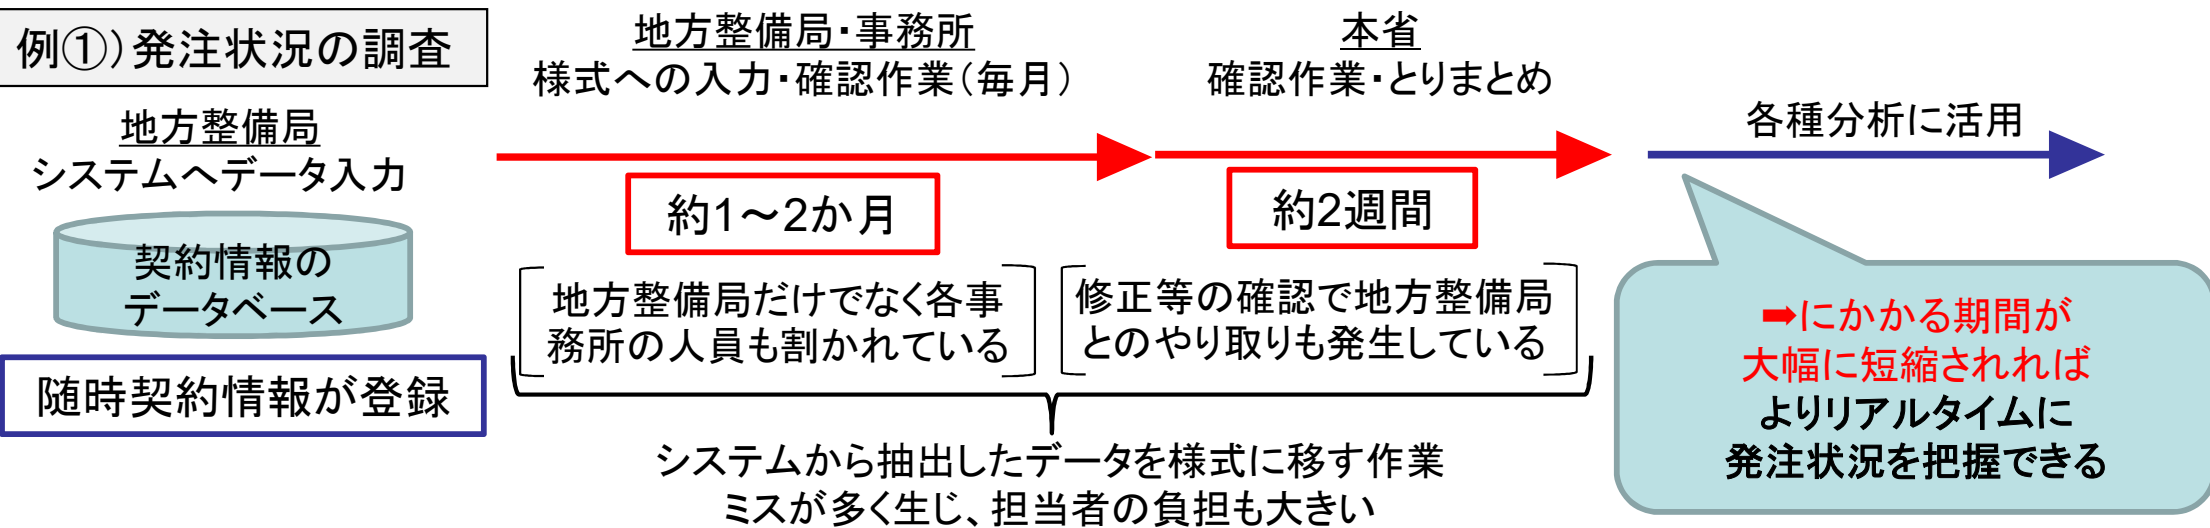 例①）発注状況の調査
地方整備局
システムへデータ入力
契約情報の
データベース
随時契約情報が登録
地方整備局・事務所
様式への入力・確認作業（毎月）
約1～2か月
地方整備局だけでなく各事
務所の人員も割かれている
本省
確認作業・とりまとめ
約2週間
修正等の確認で地方整備局
とのやり取りも発生している
システムから抽出したデータを様式に移す作業
ミスが多く生じ、担当者の負担も大きい
各種分析に活用
➡にかかる期間が
大幅に短縮されれば
よりリアルタイムに
発注状況を把握できる